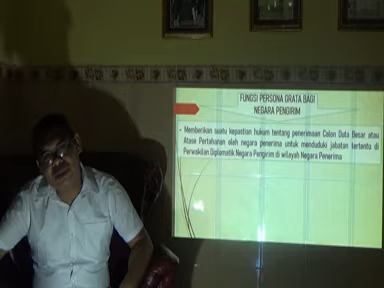 FUNGSI PERSONA GRATA BAGI
NEGARA PENGIRIM
- Memberikan suatu kepastian hukum tentang penerimaan Calon Duta Besar atau
Atase Pertahanan oleh negara penerima untuk menduduki jabatan tertentu di
Perwakilan Diplomatik Negara Pengirim di wilayah Negara Penerima